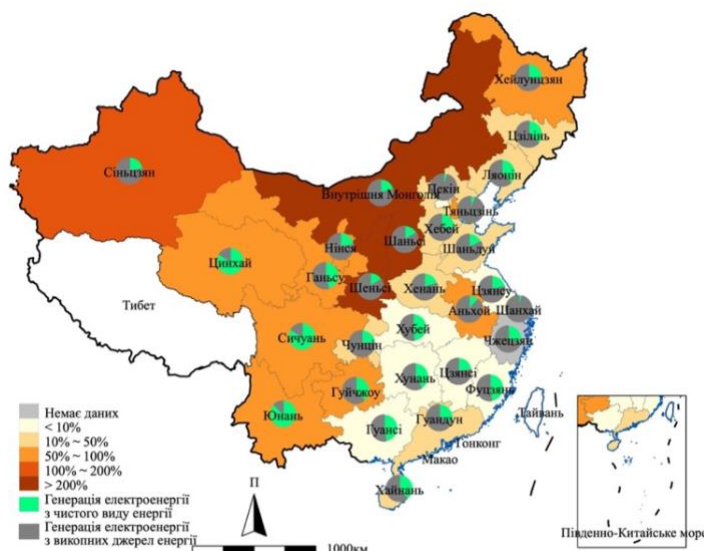 Хейлунцзян
Цзілінь
Ляонін
Сіньцзян
Внутрішня Монголія
Пекін
Тяньцзінь
Хебей
Шаньсі
Шаньдун
Нінся
Цинхай
Ганьсу
Шеньсі
Хенань
Цзянсу
Аньхой
Шанхай
Тибет
Чжецзян
Хубей
Сичуань
Чунцін
Цзянсі
Хунань
Фуцзянь
Гуйчжоу
Юнань
Тайвань
Гуандун
Гуансі
Гонконг
Макао
Хайнань
Немає даних
< 10%
10% ~ 50%
50% ~ 100%
100% ~ 200%
> 200%
Генерація електроенергії
з чистого виду енергії
Генерація електроенергії
з викопних джерел енергії
П
1000км
Південно-Китайське море